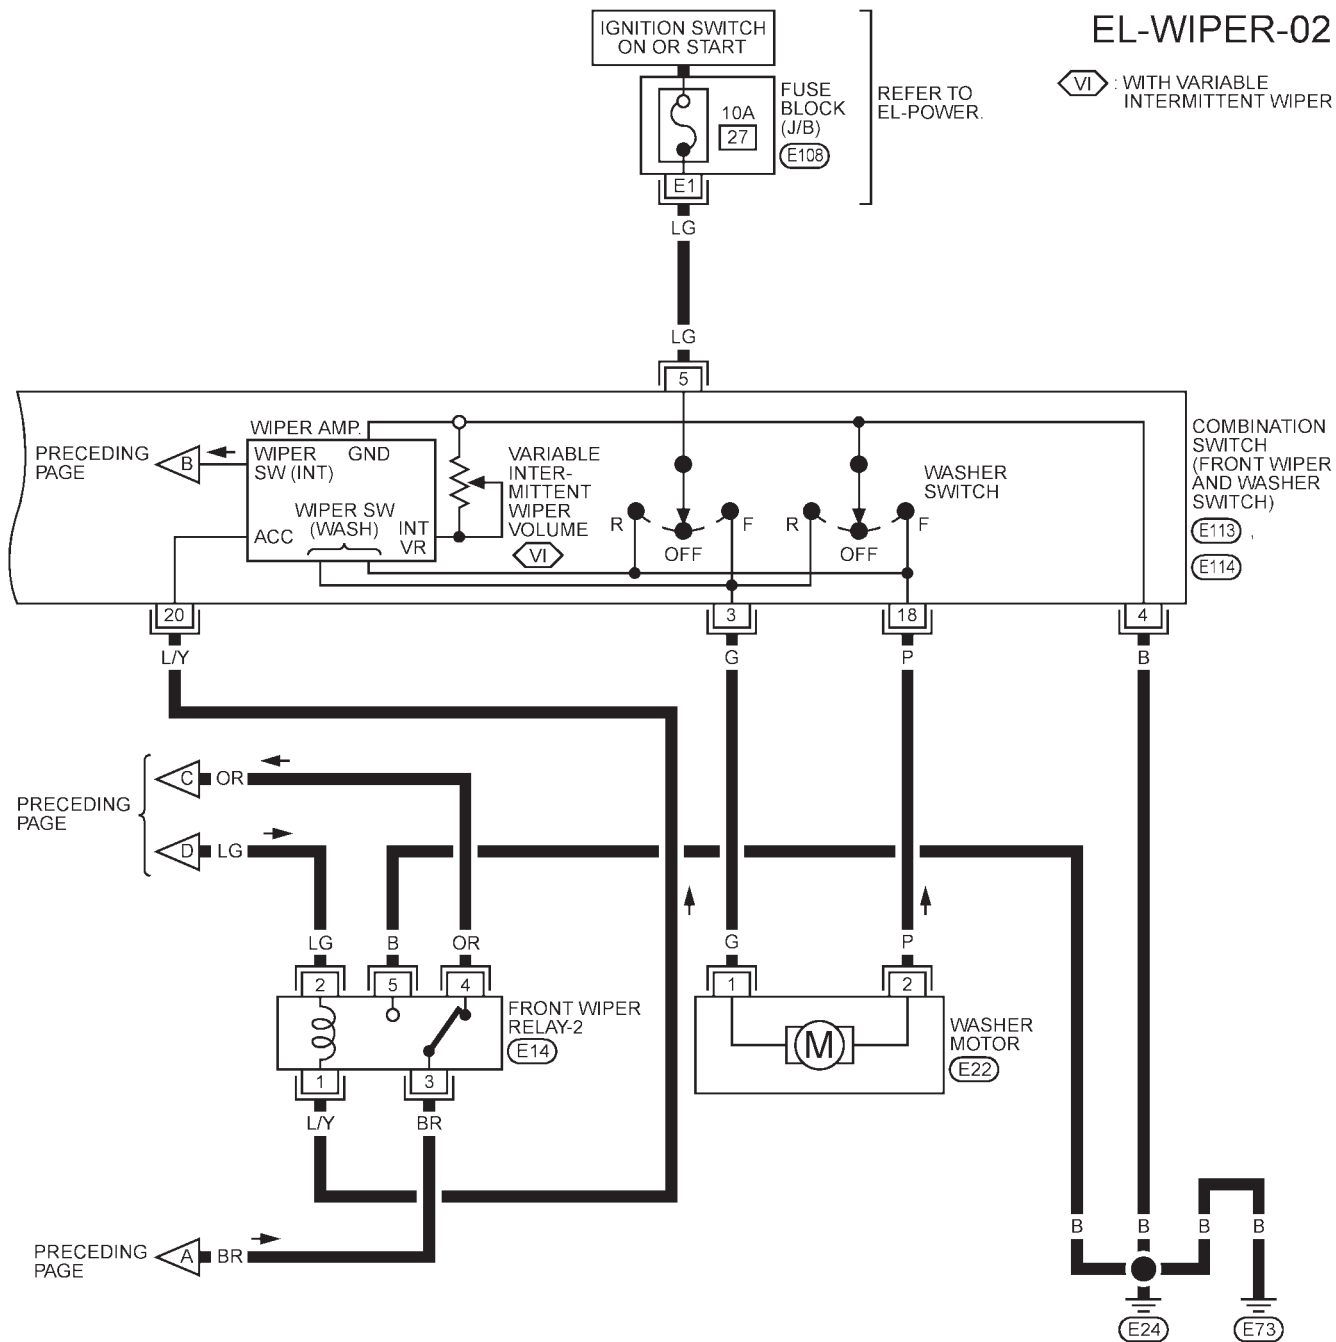 EL-WIPER-02
IGNITION SWITCH
ON OR START
VI : WITH VARIABLE
INTERMITTENT WIPER
FUSE
BLOCK
(J/B)
E108
10A
27
REFER TO
EL-POWER.
E1
LG
LG
5
WIPER AMP.
PRECEDING
PAGE
B
WIPER
SW (INT)
GND
WIPER SW
(WASH)
ACC
INT
VR
VARIABLE
INTER-
MITTENT
WIPER
VOLUME
VI
R
OFF
F
R
OFF
F
WASHER
SWITCH
COMBINATION
SWITCH
(FRONT WIPER
AND WASHER
SWITCH)
E113 ,
E114
20
3
18
4
L/Y
G
P
B
PRECEDING
PAGE
C OR
D LG
LG
B
OR
G
P
2
5
4
1
2
FRONT WIPER
RELAY-2
E14
M
WASHER
MOTOR
E22
1
3
L/Y
BR
PRECEDING
PAGE
A BR
B
B
B
B
E24
E73